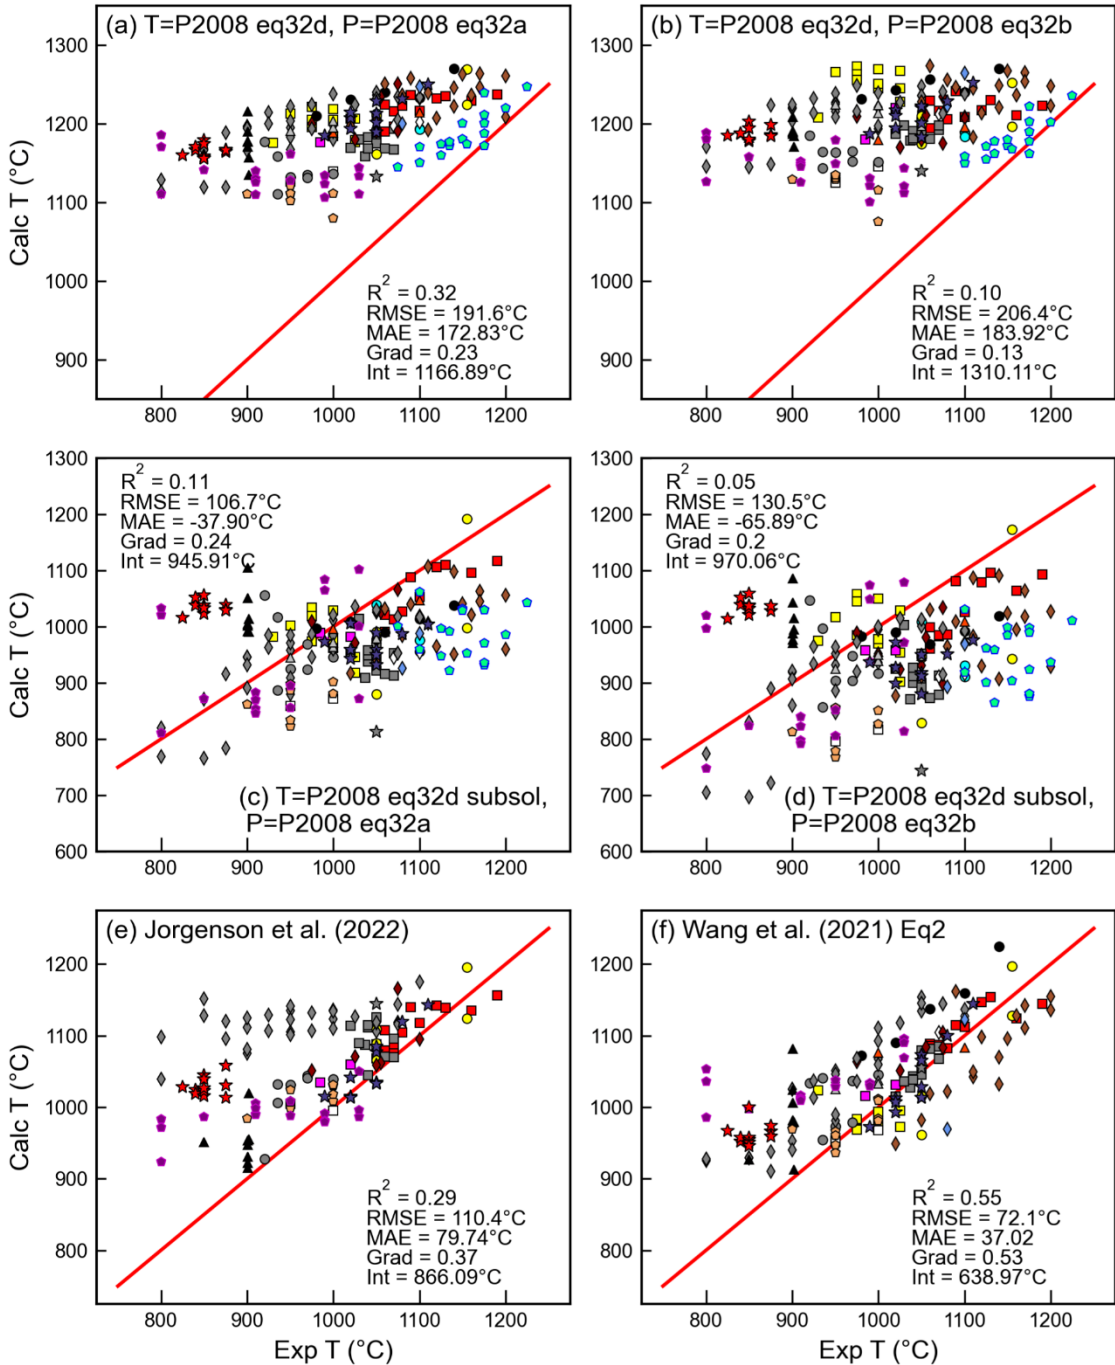 (a) T=P2008 eq32d, P=P2008 eq32a
1300
1200
1100
1000
900
Calc T (°C)
R² = 0.32
RMSE = 191.6°C
MAE = 172.83°C
Grad = 0.23
Int = 1166.89°C
800 900 1000 1100 1200
(b) T=P2008 eq32d, P=P2008 eq32b
1300
1200
1100
1000
900
R² = 0.10
RMSE = 206.4°C
MAE = 183.92°C
Grad = 0.13
Int = 1310.11°C
800 900 1000 1100 1200
1300
1200
1100
1000
900
800
700
600
Calc T (°C)
R² = 0.11
RMSE = 106.7°C
MAE = -37.90°C
Grad = 0.24
Int = 945.91°C
(c) T=P2008 eq32d subsol,
P=P2008 eq32a
800 900 1000 1100 1200
1300
1200
1100
1000
900
800
700
600
R² = 0.05
RMSE = 130.5°C
MAE = -65.89°C
Grad = 0.2
Int = 970.06°C
(d) T=P2008 eq32d subsol,
P=P2008 eq32b
800 900 1000 1100 1200
(e) Jorgenson et al. (2022)
1200
1100
1000
900
800
Calc T (°C)
R² = 0.29
RMSE = 110.4°C
MAE = 79.74°C
Grad = 0.37
Int = 866.09°C
800 900 1000 1100 1200
Exp T (°C)
(f) Wang et al. (2021) Eq2
1200
1100
1000
900
800
R² = 0.55
RMSE = 72.1°C
MAE = 37.02
Grad = 0.53
Int = 638.97°C
800 900 1000 1100 1200
Exp T (°C)